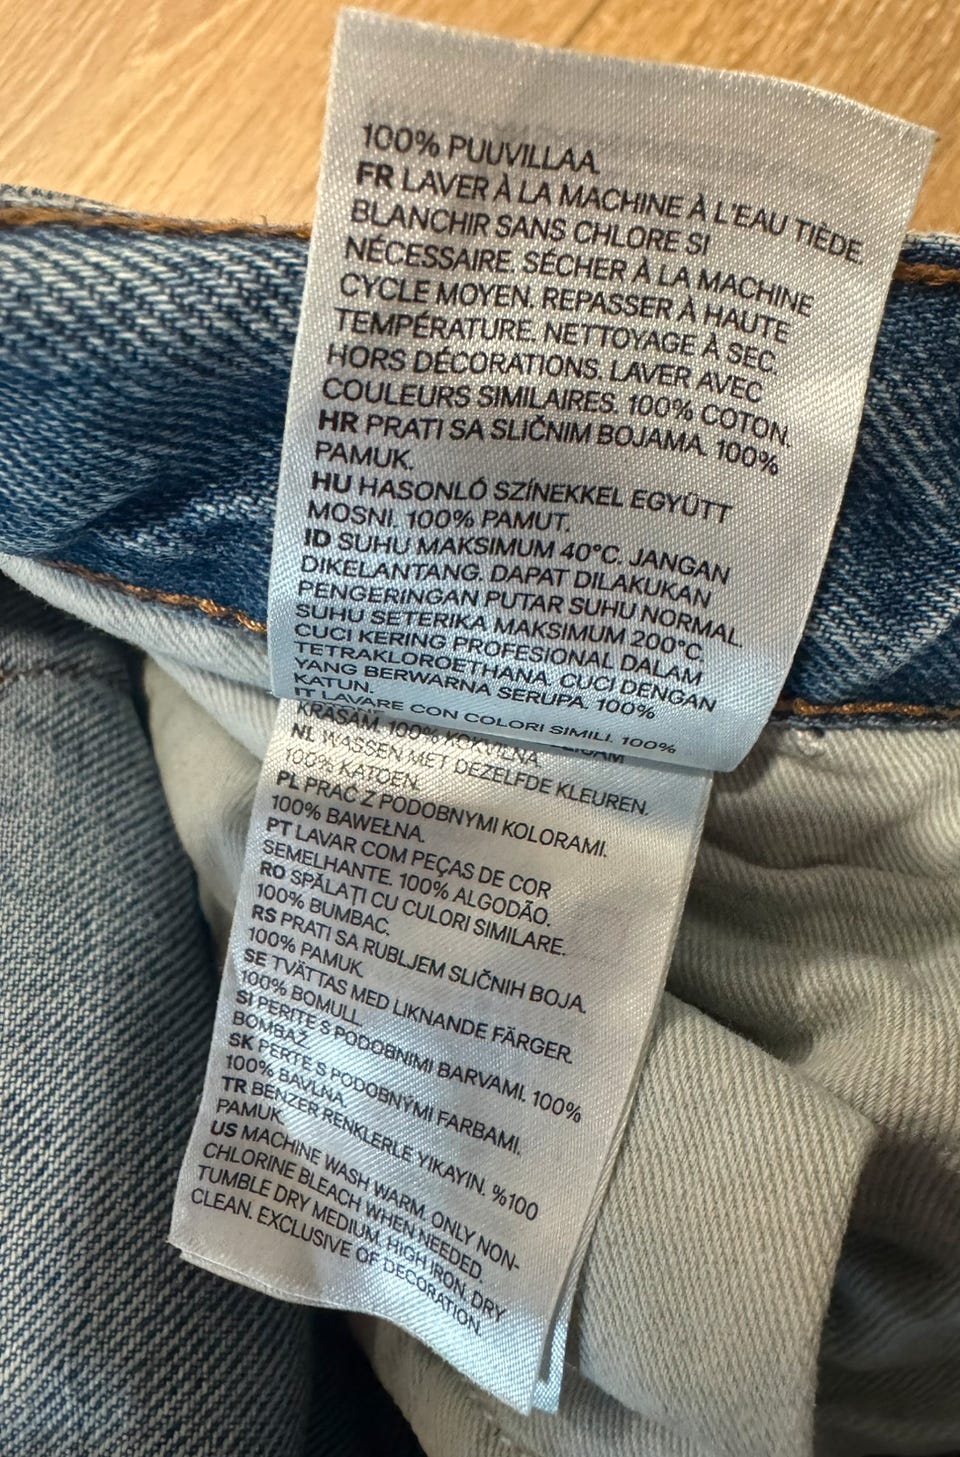 100% PUUVILLAA.
FR LAVER À LA MACHINE À L'EAU TIÈDE.
BLANCHIR SANS CHLORE SI
NÉCESSAIRE. SÉCHER À LA MACHINE
CYCLE MOYEN. REPASSER À HAUTE
TEMPÉRATURE. NETTOYAGE À SEC.
HORS DÉCORATIONS. LAVER AVEC
COULEURS SIMILAIRES. 100% COTON.
HR PRATI SA SLIČNIM BOJAMA. 100%
PAMUK.
HU HASONLÓ SZÍNEKKEL EGYÜTT
MOSNI. 100% PAMUT.
ID SUHU MAKSIMUM 40°C. JANGAN
DIKELANTANG. DAPAT DILAKUKAN
PENGERINGAN PUTAR SUHU NORMAL.
SUHU SETERIKA MAKSIMUM 200°C.
CUCI KERING PROFESIONAL DALAM
TETRAKLOROETHANA. CUCI DENGAN
YANG BERWARNA SERUPA. 100%
KATUN.
IT LAVARE CON COLORI SIMILI. 100%
KRĀSĀM. 100% KOKVILNA.
NL WASSEN MET DEZELFDE KLEUREN.
100% KATOEN.
PL PRAĆ Z PODOBNYMI KOLORAMI.
100% BAWEŁNA.
PT LAVAR COM PEÇAS DE COR
SEMELHANTE. 100% ALGODÃO.
RO SPĂLAȚI CU CULORI SIMILARE.
100% BUMBAC.
RS PRATI SA RUBLJEM SLIČNIH BOJA.
100% PAMUK.
SE TVÄTTAS MED LIKNANDE FÄRGER.
100% BOMULL.
SI PERITE S PODOBNIMI BARVAMI. 100%
BOMBAŽ.
SK PERTE S PODOBNÝMI FARBAMI.
100% BAVLNA.
TR BENZER RENKLERLE YIKAYIN. %100
PAMUK.
US MACHINE WASH WARM. ONLY NON-
CHLORINE BLEACH WHEN NEEDED.
TUMBLE DRY MEDIUM. HIGH IRON. DRY
CLEAN. EXCLUSIVE OF DECORATION.